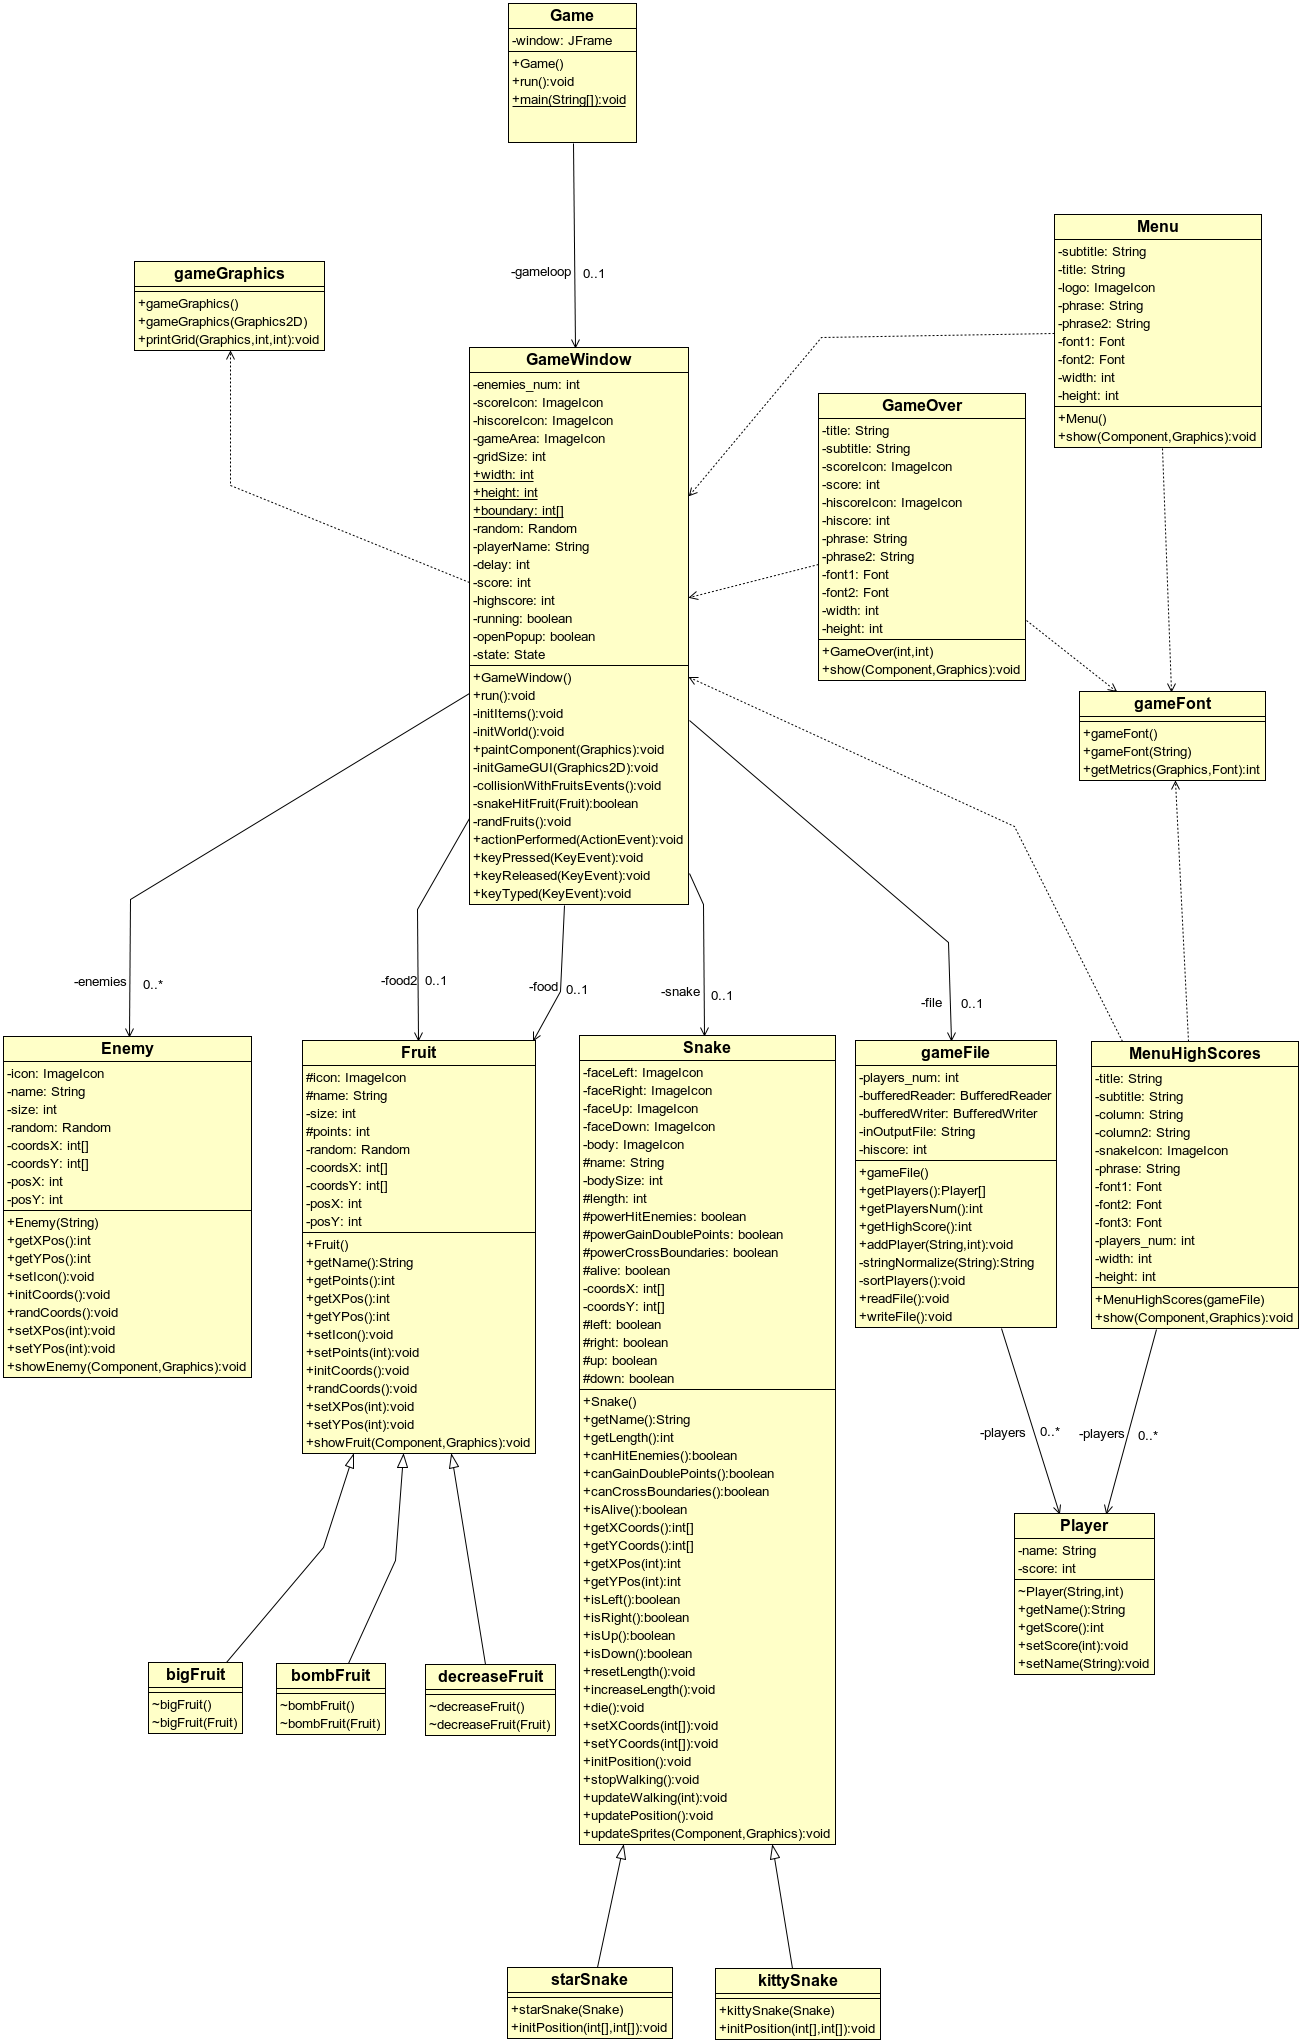 Game
-window: JFrame
+Game()
+run():void
+main(String[]):void
-gameloop
0..1
gameGraphics
+gameGraphics()
+gameGraphics(Graphics2D)
+printGrid(Graphics,int,int):void
Menu
-subtitle: String
-title: String
-logo: ImageIcon
-phrase: String
-phrase2: String
-font1: Font
-font2: Font
-width: int
-height: int
+Menu()
+show(Component,Graphics):void
GameWindow
-enemies_num: int
-scoreIcon: ImageIcon
-hiscoreIcon: ImageIcon
-gameArea: ImageIcon
-gridSize: int
+width: int
+height: int
+boundary: int[]
-random: Random
-playerName: String
-delay: int
-score: int
-highscore: int
-running: boolean
-openPopup: boolean
-state: State
+GameWindow()
+run():void
-initItems():void
-initWorld():void
+paintComponent(Graphics):void
-initGameGUI(Graphics2D):void
-collisionWithFruitsEvents():void
-snakeHitFruit(Fruit):boolean
-randFruits():void
+actionPerformed(ActionEvent):void
+keyPressed(KeyEvent):void
+keyReleased(KeyEvent):void
+keyTyped(KeyEvent):void
GameOver
-title: String
-subtitle: String
-scoreIcon: ImageIcon
-score: int
-hiscoreIcon: ImageIcon
-hiscore: int
-phrase: String
-phrase2: String
-font1: Font
-font2: Font
-width: int
-height: int
+GameOver(int,int)
+show(Component,Graphics):void
gameFont
+gameFont()
+gameFont(String)
+getMetrics(Graphics,Font):int
-enemies
0..*
-food2
0..1
-food
0..1
-snake
0..1
-file
0..1
Enemy
-icon: ImageIcon
-name: String
-size: int
-random: Random
-coordsX: int[]
-coordsY: int[]
-posX: int
-posY: int
+Enemy(String)
+getXPos():int
+getYPos():int
+setIcon():void
+initCoords():void
+randCoords():void
+setXPos(int):void
+setYPos(int):void
+showEnemy(Component,Graphics):void
Fruit
#icon: ImageIcon
#name: String
-size: int
#points: int
-random: Random
-coordsX: int[]
-coordsY: int[]
-posX: int
-posY: int
+Fruit()
+getName():String
+getPoints():int
+getXPos():int
+getYPos():int
+setIcon():void
+setPoints(int):void
+initCoords():void
+randCoords():void
+setXPos(int):void
+setYPos(int):void
+showFruit(Component,Graphics):void
Snake
-faceLeft: ImageIcon
-faceRight: ImageIcon
-faceUp: ImageIcon
-faceDown: ImageIcon
-body: ImageIcon
#name: String
-bodySize: int
#length: int
#powerHitEnemies: boolean
#powerGainDoublePoints: boolean
#powerCrossBoundaries: boolean
#alive: boolean
-coordsX: int[]
-coordsY: int[]
#left: boolean
#right: boolean
#up: boolean
#down: boolean
+Snake()
+getName():String
+getLength():int
+canHitEnemies():boolean
+canGainDoublePoints():boolean
+canCrossBoundaries():boolean
+isAlive():boolean
+getXCoords():int[]
+getYCoords():int[]
+getXPos(int):int
+getYPos(int):int
+isLeft():boolean
+isRight():boolean
+isUp():boolean
+isDown():boolean
+resetLength():void
+increaseLength():void
+die():void
+setXCoords(int[]):void
+setYCoords(int[]):void
+initPosition():void
+stopWalking():void
+updateWalking(int):void
+updatePosition():void
+updateSprites(Component,Graphics):void
gameFile
-players_num: int
-bufferedReader: BufferedReader
-bufferedWriter: BufferedWriter
-inOutputFile: String
-hiscore: int
+gameFile()
+getPlayers():Player[]
+getPlayersNum():int
+getHighScore():int
+addPlayer(String,int):void
-stringNormalize(String):String
-sortPlayers():void
+readFile():void
+writeFile():void
MenuHighScores
-title: String
-subtitle: String
-column: String
-column2: String
-snakeIcon: ImageIcon
-phrase: String
-font1: Font
-font2: Font
-font3: Font
-players_num: int
-width: int
-height: int
+MenuHighScores(gameFile)
+show(Component,Graphics):void
-players
0..*
-players
0..*
Player
-name: String
-score: int
~Player(String,int)
+getName():String
+getScore():int
+setScore(int):void
+setName(String):void
bigFruit
~bigFruit()
~bigFruit(Fruit)
bombFruit
~bombFruit()
~bombFruit(Fruit)
decreaseFruit
~decreaseFruit()
~decreaseFruit(Fruit)
starSnake
+starSnake(Snake)
+initPosition(int[],int[]):void
kittySnake
+kittySnake(Snake)
+initPosition(int[],int[]):void